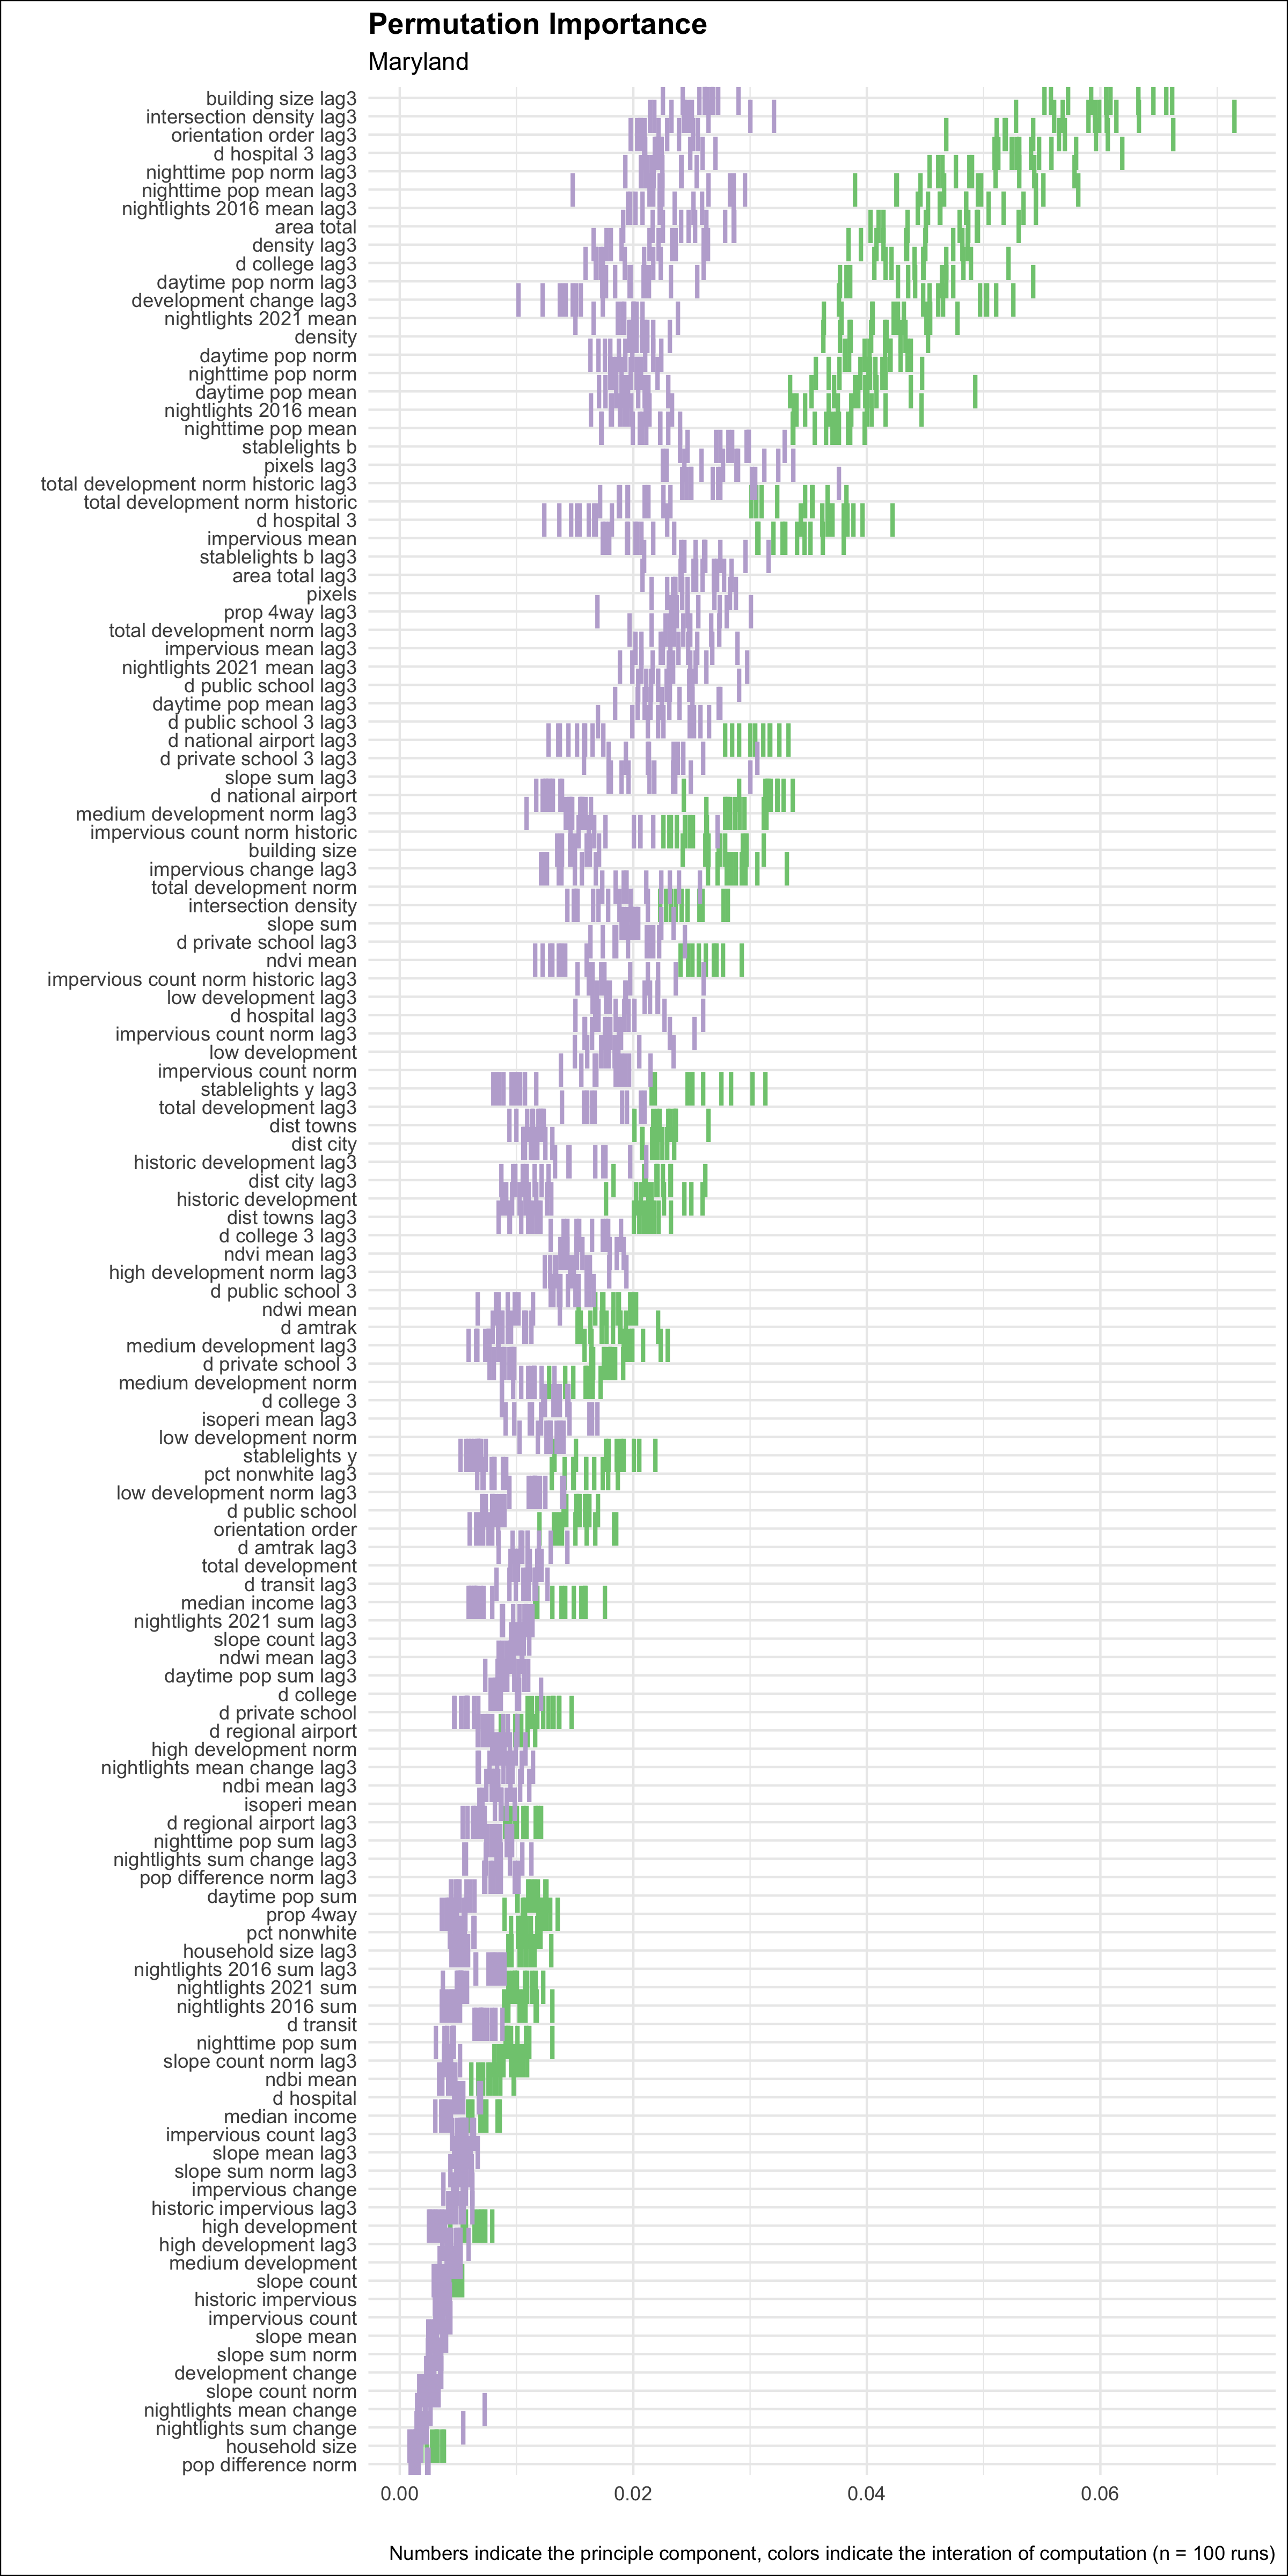 Permutation Importance
Maryland
building size lag3
intersection density lag3
orientation order lag3
d hospital 3 lag3
nighttime pop norm lag3
nighttime pop mean lag3
nightlights 2016 mean lag3
area total
density lag3
d college lag3
daytime pop norm lag3
development change lag3
nightlights 2021 mean
density
daytime pop norm
nighttime pop norm
daytime pop mean
nightlights 2016 mean
nighttime pop mean
stablelights b
pixels lag3
total development norm historic lag3
total development norm historic
d hospital 3
impervious mean
stablelights b lag3
area total lag3
pixels
prop 4way lag3
total development norm lag3
impervious mean lag3
nightlights 2021 mean lag3
d public school lag3
daytime pop mean lag3
d public school 3 lag3
d national airport lag3
d private school 3 lag3
slope sum lag3
d national airport
medium development norm lag3
impervious count norm historic
building size
impervious change lag3
total development norm
intersection density
slope sum
d private school lag3
ndvi mean
impervious count norm historic lag3
low development lag3
d hospital lag3
impervious count norm lag3
low development
impervious count norm
stablelights y lag3
total development lag3
dist towns
dist city
historic development lag3
dist city lag3
historic development
dist towns lag3
d college 3 lag3
ndvi mean lag3
high development norm lag3
d public school 3
ndwi mean
d amtrak
medium development lag3
d private school 3
medium development norm
d college 3
isoperi mean lag3
low development norm
stablelights y
pct nonwhite lag3
low development norm lag3
d public school
orientation order
d amtrak lag3
total development
d transit lag3
median income lag3
nightlights 2021 sum lag3
slope count lag3
ndwi mean lag3
daytime pop sum lag3
d college
d private school
d regional airport
high development norm
nightlights mean change lag3
ndbi mean lag3
isoperi mean
d regional airport lag3
nighttime pop sum lag3
nightlights sum change lag3
pop difference norm lag3
daytime pop sum
prop 4way
pct nonwhite
household size lag3
nightlights 2016 sum lag3
nightlights 2021 sum
nightlights 2016 sum
d transit
nighttime pop sum
slope count norm lag3
ndbi mean
d hospital
median income
impervious count lag3
slope mean lag3
slope sum norm lag3
impervious change
historic impervious lag3
high development
high development lag3
medium development
slope count
historic impervious
impervious count
slope mean
slope sum norm
development change
slope count norm
nightlights mean change
nightlights sum change
household size
pop difference norm
0.00 0.02 0.04 0.06
Numbers indicate the principle component, colors indicate the interation of computation (n = 100 runs)